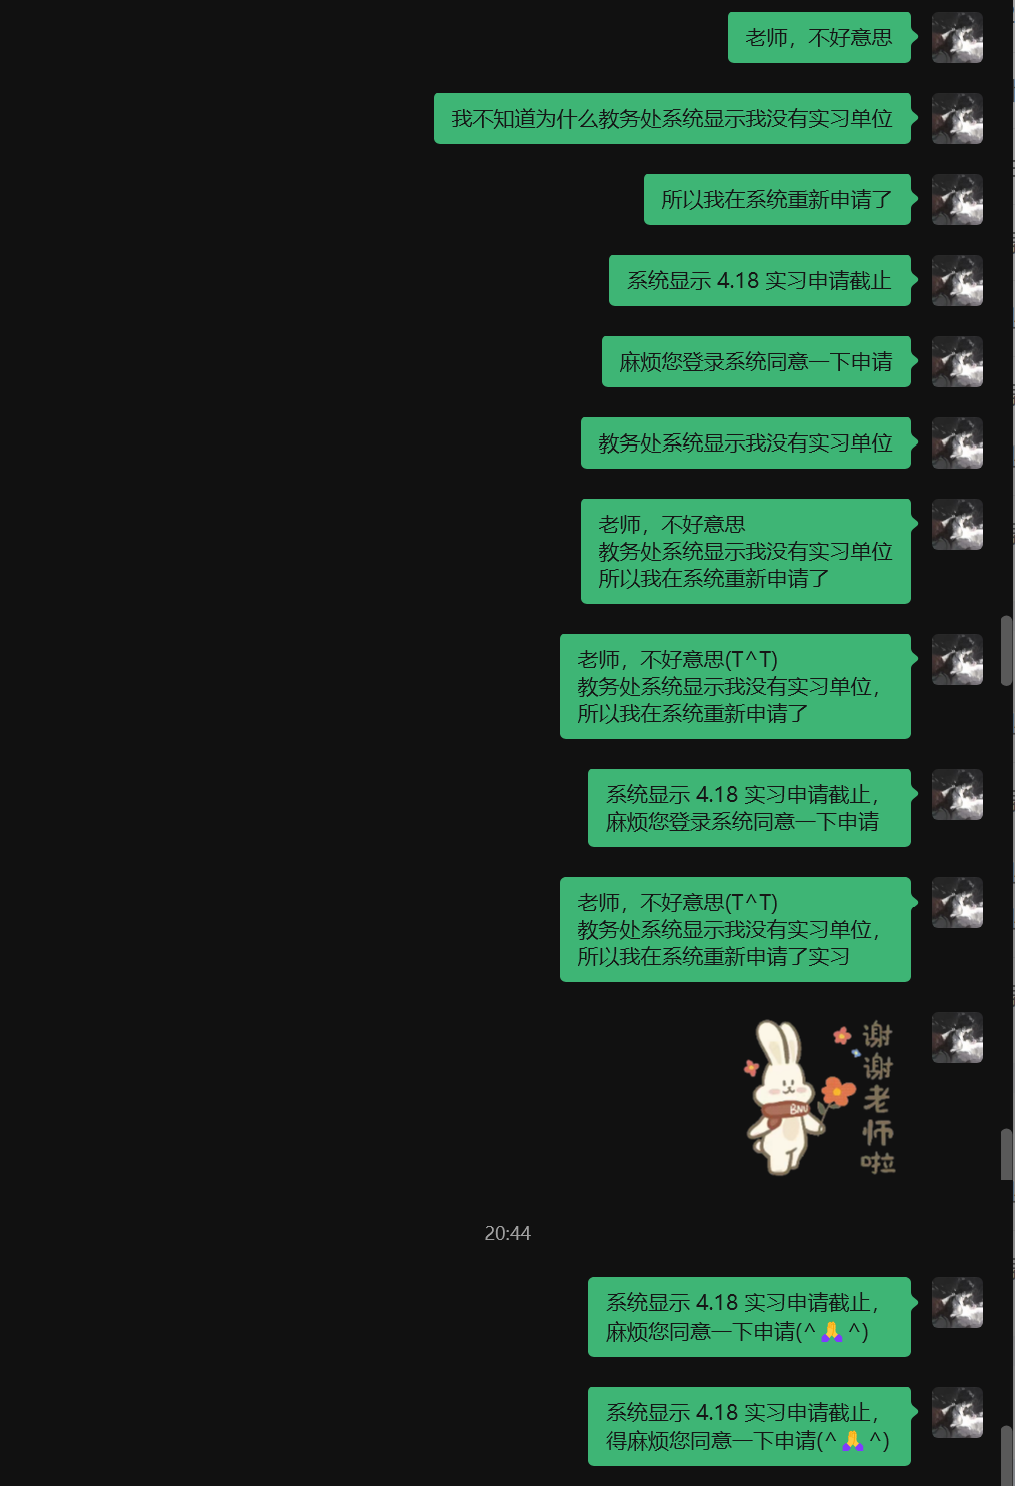 老师，不好意思
我不知道为什么教务处系统显示我没有实习单位
所以我在系统重新申请了
系统显示 4.18 实习申请截止
麻烦您登录系统同意一下申请
教务处系统显示我没有实习单位
老师，不好意思
教务处系统显示我没有实习单位
所以我在系统重新申请了
老师，不好意思(T^T)
教务处系统显示我没有实习单位，
所以我在系统重新申请了
系统显示 4.18 实习申请截止，
麻烦您登录系统同意一下申请
老师，不好意思(T^T)
教务处系统显示我没有实习单位，
所以我在系统重新申请了实习
谢谢老师啦
BNU
20:44
系统显示 4.18 实习申请截止，
麻烦您同意一下申请(^🙏^)
系统显示 4.18 实习申请截止，
得麻烦您同意一下申请(^🙏^)